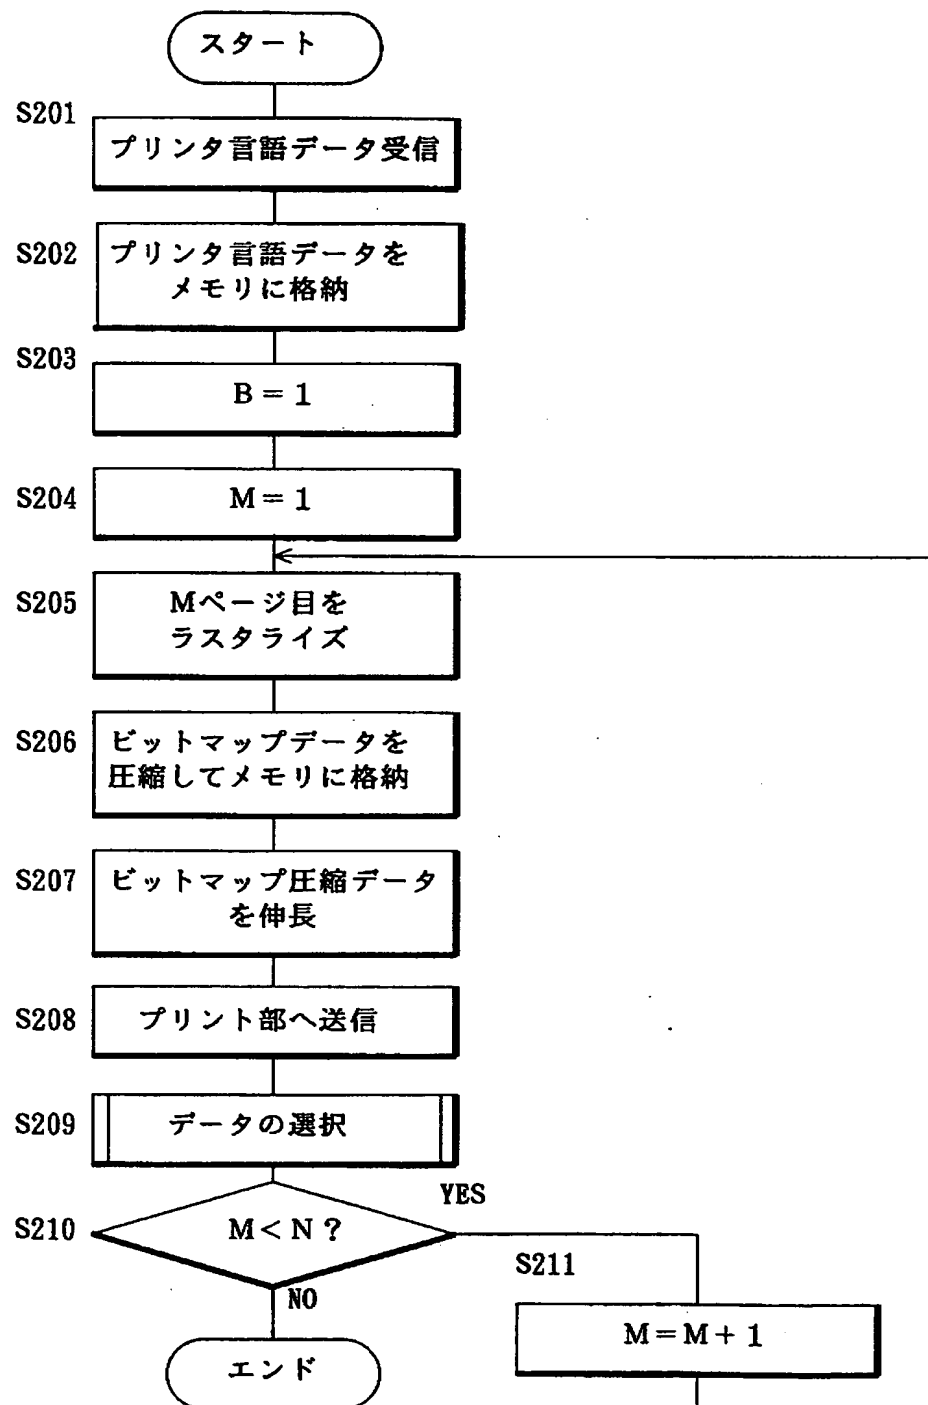 スタート
S201
プリンタ言語データ受信
S202
プリンタ言語データを
メモリに格納
S203
B=1
S204
M=1
S205
Mページ目を
ラスタライズ
S206
ビットマップデータを
圧縮してメモリに格納
S207
ビットマップ圧縮データ
を伸長
S208
プリント部へ送信
S209
データの選択
YES
S210
M<N?
S211
NO
M=M+1
エンド